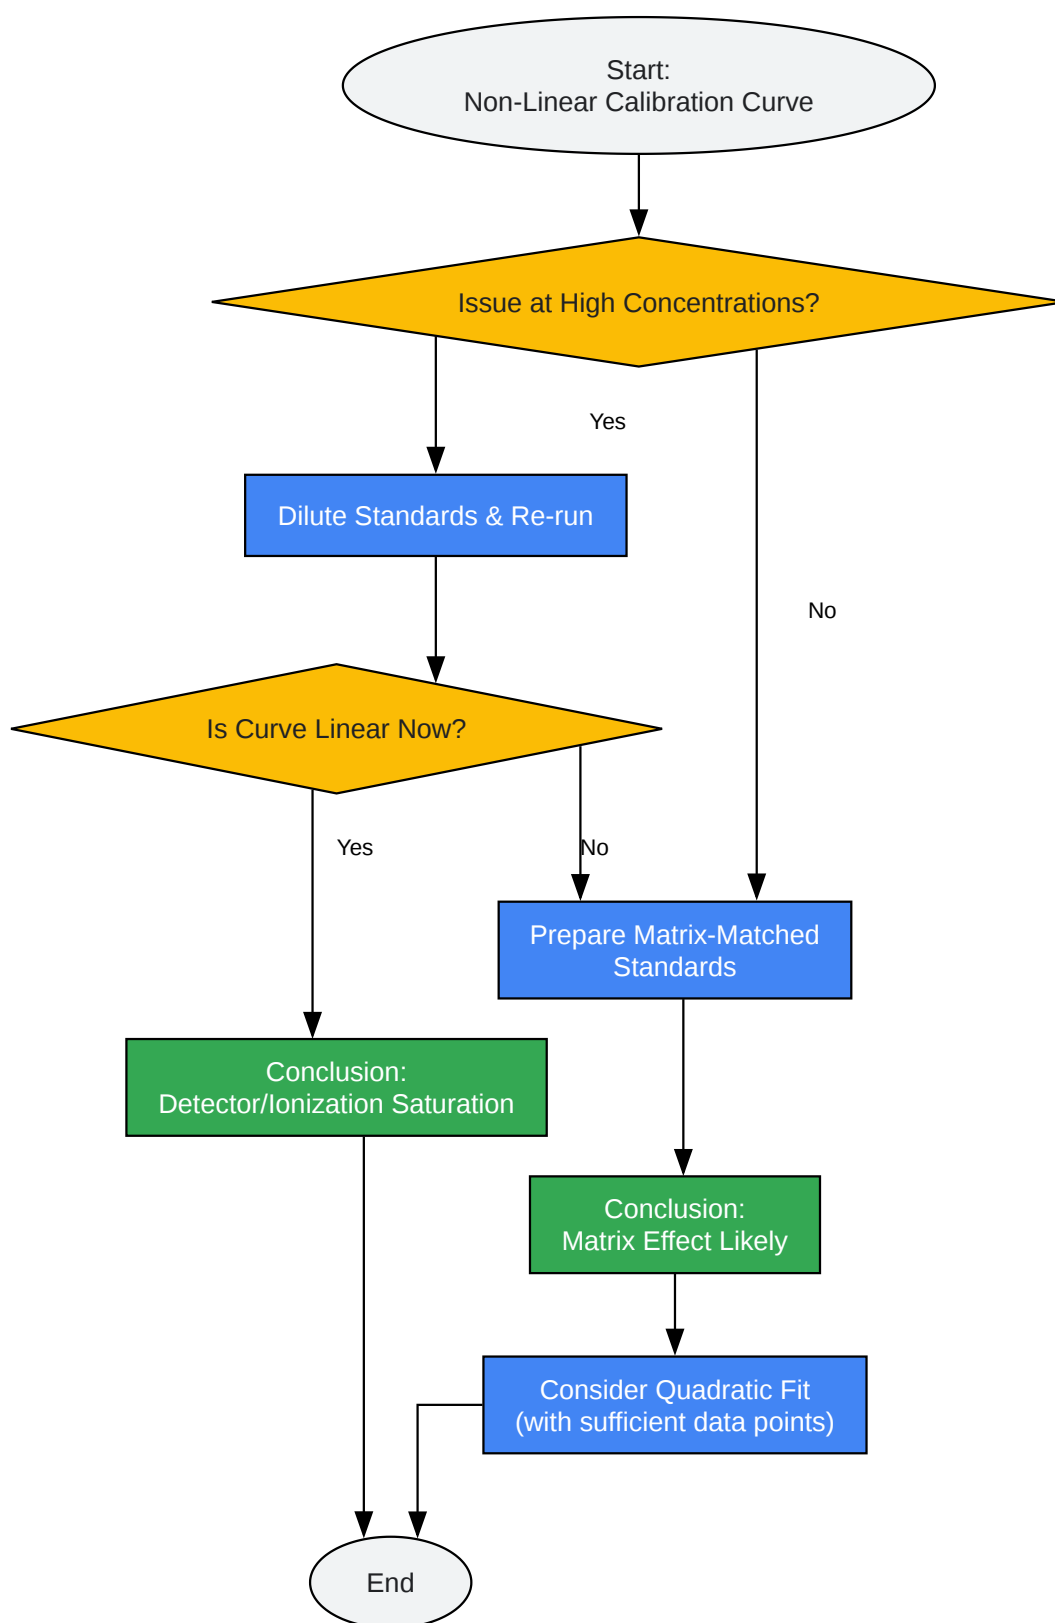 Start:
Non-Linear Calibration Curve
Issue at High Concentrations?
Yes
Dilute Standards & Re-run
No
Is Curve Linear Now?
Yes
No
Prepare Matrix-Matched
Standards
Conclusion:
Detector/Ionization Saturation
Conclusion:
Matrix Effect Likely
Consider Quadratic Fit
(with sufficient data points)
End